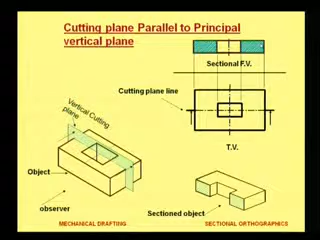 Cutting plane Parallel to Principal
vertical plane
Sectional F.V.
Cutting plane line
Vertical Cutting
plane
T.V.
Object
observer
Sectioned object
MECHANICAL DRAFTING
SECTIONAL ORTHOGRAPHICS